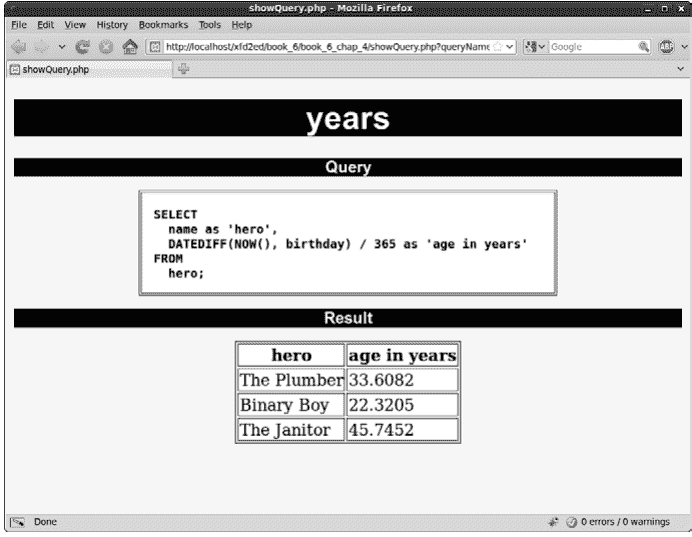 showQuery.php - Mozilla Firefox
File Edit View History Bookmarks Tools Help
http://localhost/xfd2ed/book_6/book_6_chap_4/showQuery.php?queryName Google ABP
showQuery.php
years
Query
SELECT
name as 'hero',
DATEDIFF(NOW(), birthday) / 365 as 'age in years'
FROM
hero;
Result
hero age in years
The Plumber 33.6082
Binary Boy 22.3205
The Janitor 45.7452
Done 0 errors / 0 warnings